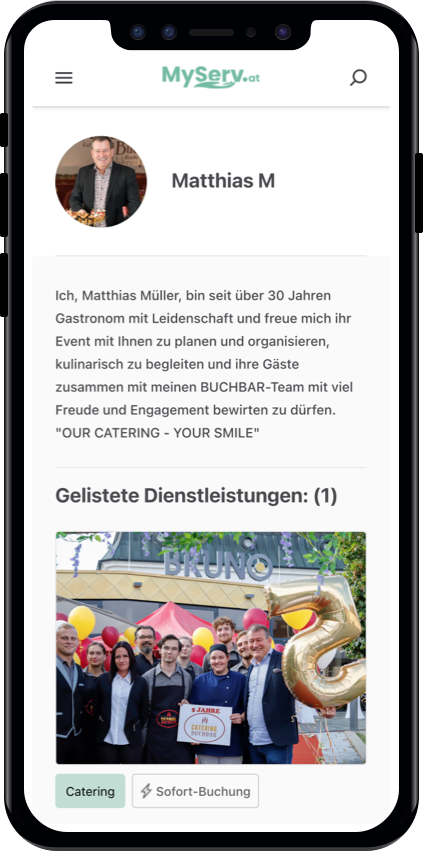 MyServ.at
Matthias M
Ich, Matthias Müller, bin seit über 30 Jahren
Gastronom mit Leidenschaft und freue mich ihr
Event mit Ihnen zu planen und organisieren,
kulinarisch zu begleiten und ihre Gäste
zusammen mit meinen BUCHBAR-Team mit viel
Freude und Engagement bewirten zu dürfen.
"OUR CATERING - YOUR SMILE"
Gelistete Dienstleistungen: (1)
BRUNO
5 JAHRE
CATERING
BUCHBAR
Catering
Sofort-Buchung